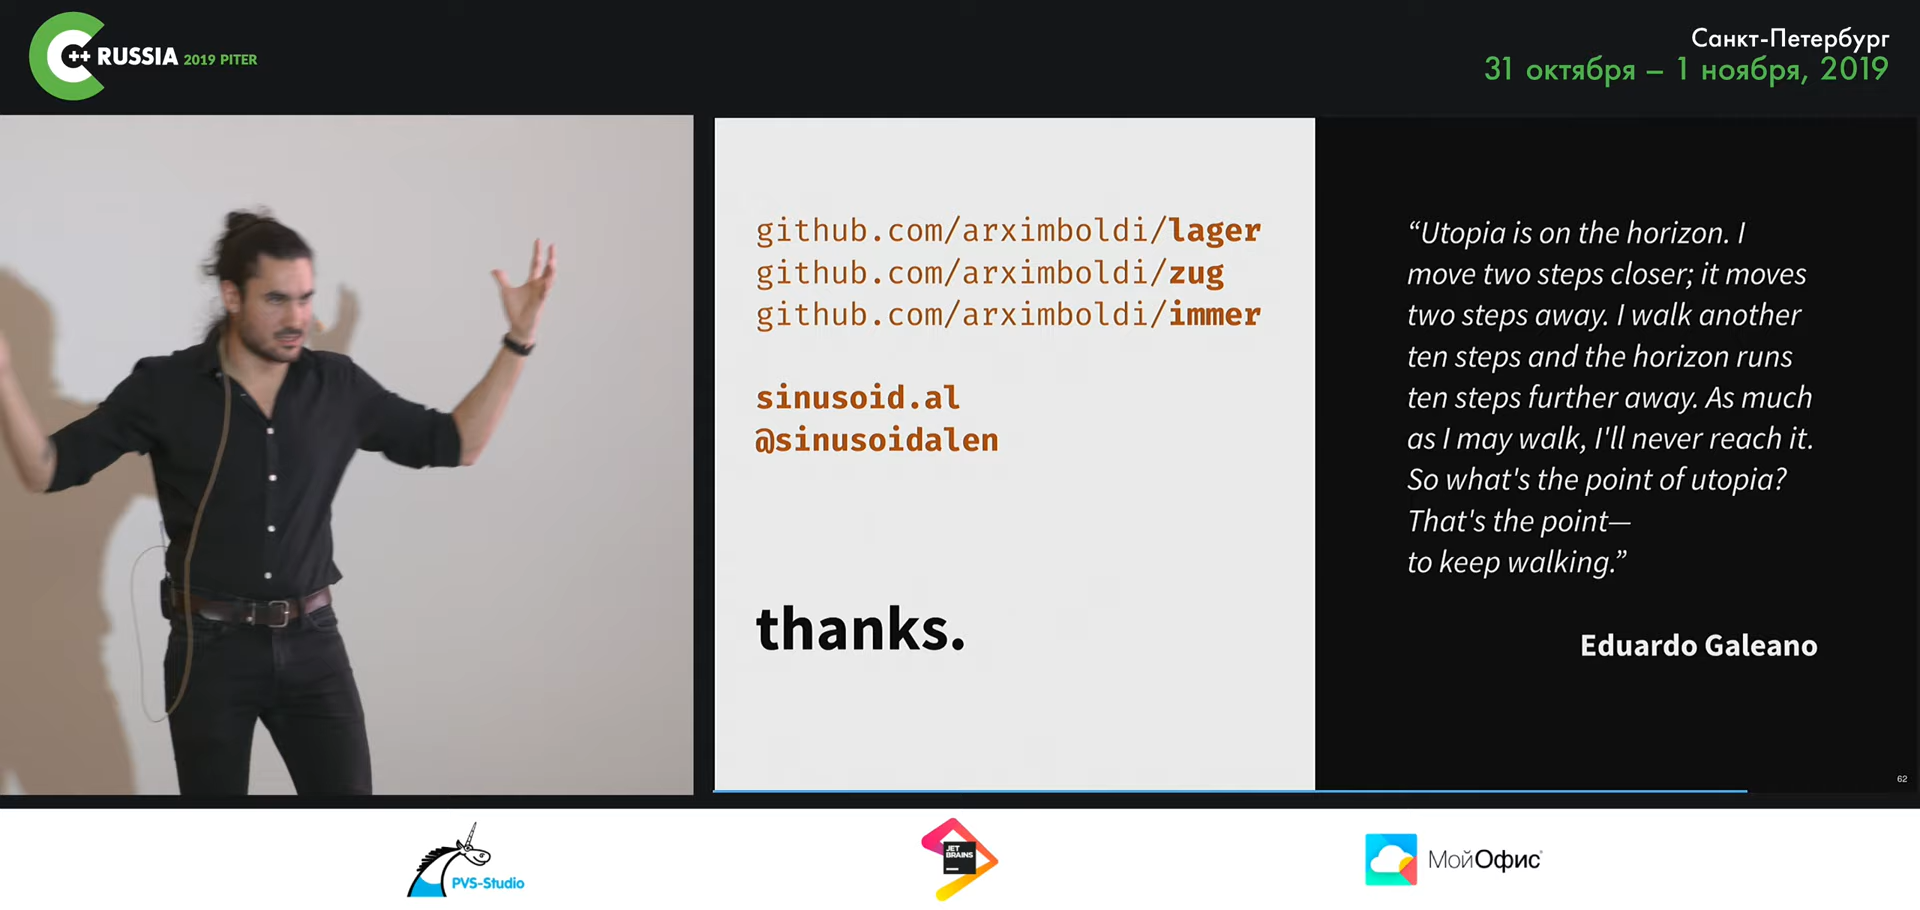 C++ RUSSIA 2019 PITER
Санкт-Петербург
31 октября – 1 ноября, 2019
github.com/arximboldi/lager
github.com/arximboldi/zug
github.com/arximboldi/immer
sinusoid.al
@sinusoidalen
thanks.
“Utopia is on the horizon. I
move two steps closer; it moves
two steps away. I walk another
ten steps and the horizon runs
ten steps further away. As much
as I may walk, I'll never reach it.
So what's the point of utopia?
That's the point—
to keep walking.”
Eduardo Galeano
62
PVS-Studio
JET
BRAINS
МойОфис